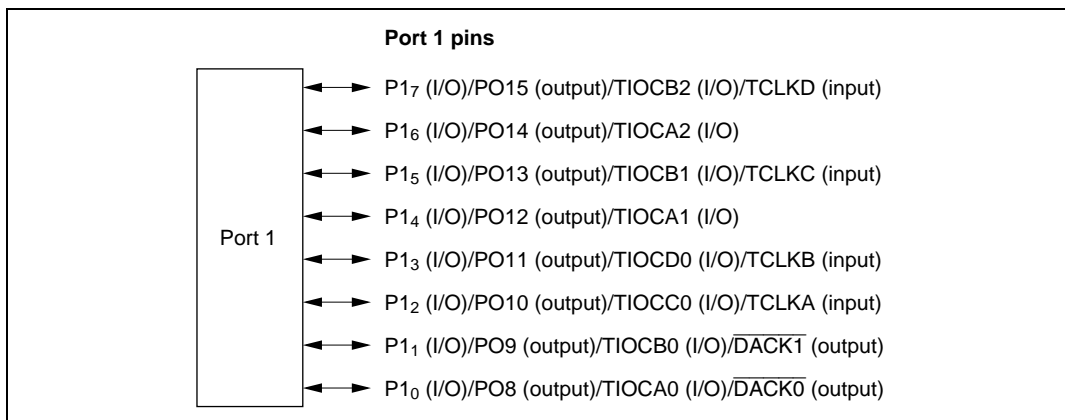 Port 1 pins
P1₇ (I/O)/PO15 (output)/TIOCB2 (I/O)/TCLKD (input)
P1₆ (I/O)/PO14 (output)/TIOCA2 (I/O)
P1₅ (I/O)/PO13 (output)/TIOCB1 (I/O)/TCLKC (input)
P1₄ (I/O)/PO12 (output)/TIOCA1 (I/O)
Port 1
P1₃ (I/O)/PO11 (output)/TIOCD0 (I/O)/TCLKB (input)
P1₂ (I/O)/PO10 (output)/TIOCC0 (I/O)/TCLKA (input)
P1₁ (I/O)/PO9 (output)/TIOCB0 (I/O)/D̅A̅C̅K̅1̅ (output)
P1₀ (I/O)/PO8 (output)/TIOCA0 (I/O)/D̅A̅C̅K̅0̅ (output)